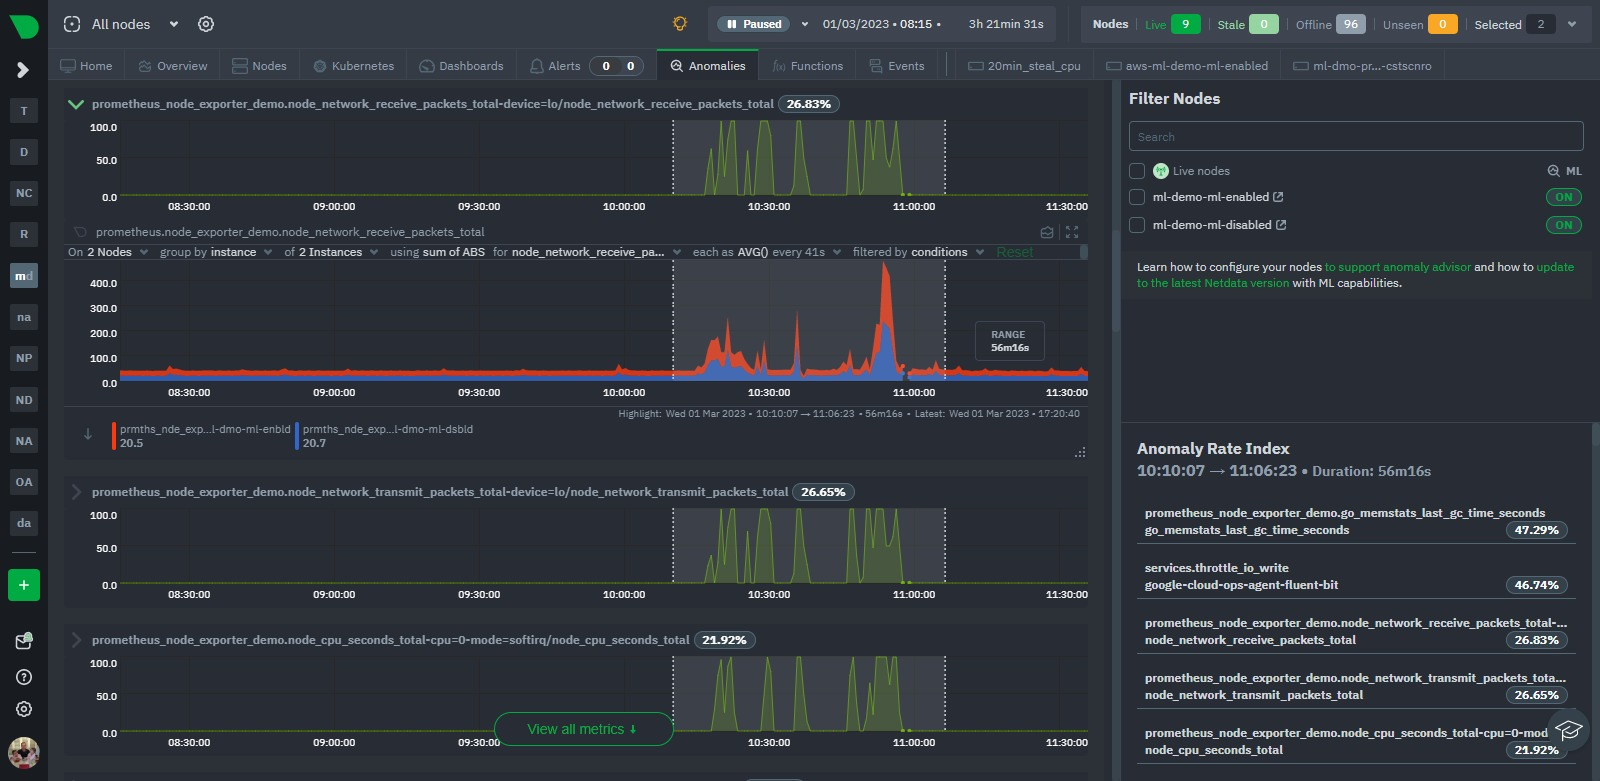 All nodes
Paused
01/03/2023 • 08:15 •
3h 21min 31s
Nodes
Live 9
Stale 0
Offline 96
Unseen 0
Selected 2
Home
Overview
Nodes
Kubernetes
Dashboards
Alerts 0 0
Anomalies
f(x) Functions
Events
20min_steal_cpu
aws-ml-demo-ml-enabled
ml-dmo-pr...-cstscnro
T
D
NC
R
md
na
NP
ND
NA
OA
da
+
prometheus_node_exporter_demo.node_network_receive_packets_total-device=lo/node_network_receive_packets_total 26.83%
100.0
50.0
0.0
08:30:00 09:00:00 09:30:00 10:00:00 10:30:00 11:00:00 11:30:00
prometheus.node_exporter_demo.node_network_receive_packets_total
On 2 Nodes group by instance of 2 Instances using sum of ABS for node_network_receive_pa... each as AVG() every 41s filtered by conditions Reset
400.0
300.0
200.0
100.0
0.0
RANGE
56m16s
08:30:00 09:00:00 09:30:00 10:00:00 10:30:00 11:00:00 11:30:00
Highlight: Wed 01 Mar 2023 • 10:10:07 → 11:06:23 • 56m16s • Latest: Wed 01 Mar 2023 • 17:20:40
prmths_nde_exp...l-dmo-ml-enbld
20.5
prmths_nde_exp...l-dmo-ml-dsbld
20.7
prometheus_node_exporter_demo.node_network_transmit_packets_total-device=lo/node_network_transmit_packets_total 26.65%
100.0
50.0
0.0
08:30:00 09:00:00 09:30:00 10:00:00 10:30:00 11:00:00 11:30:00
prometheus_node_exporter_demo.node_cpu_seconds_total-cpu=0-mode=softirq/node_cpu_seconds_total 21.92%
100.0
50.0
0.0
View all metrics ↓
08:30:00 09:00:00 09:30:00 10:30:00 11:00:00 11:30:00
Filter Nodes
Search
Live nodes
ML
ml-demo-ml-enabled ON
ml-demo-ml-disabled ON
Learn how to configure your nodes to support anomaly advisor and how to update
to the latest Netdata version with ML capabilities.
Anomaly Rate Index
10:10:07 → 11:06:23 • Duration: 56m16s
prometheus_node_exporter_demo.go_memstats_last_gc_time_seconds
go_memstats_last_gc_time_seconds 47.29%
services.throttle_io_write
google-cloud-ops-agent-fluent-bit 46.74%
prometheus_node_exporter_demo.node_network_receive_packets_total-...
node_network_receive_packets_total 26.83%
prometheus_node_exporter_demo.node_network_transmit_packets_tota...
node_network_transmit_packets_total 26.65%
prometheus_node_exporter_demo.node_cpu_seconds_total-cpu=0-mod
node_cpu_seconds_total 21.92%